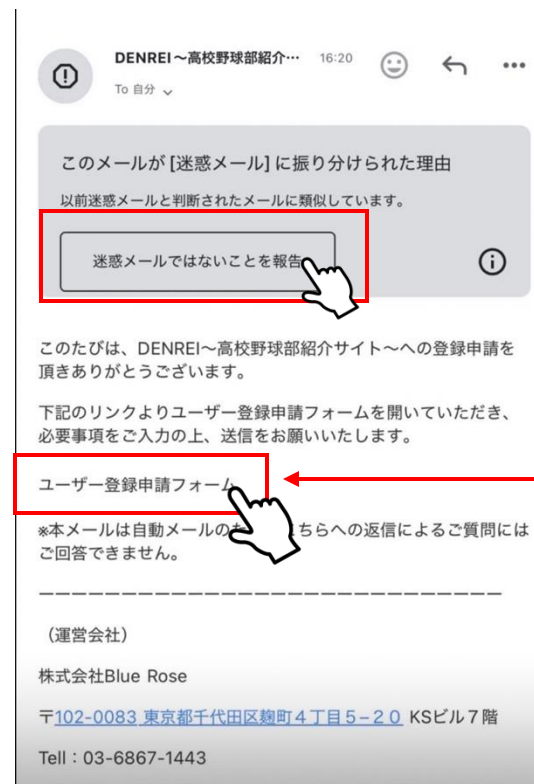 DENREI～高校野球部紹介… 16:20
To 自分
このメールが [迷惑メール] に振り分けられた理由
以前迷惑メールと判断されたメールに類似しています。
迷惑メールではないことを報告
このたびは、DENREI～高校野球部紹介サイト～への登録申請を
頂きありがとうございます。
下記のリンクよりユーザー登録申請フォームを開いていただき、
必要事項をご入力の上、送信をお願いいたします。
ユーザー登録申請フォーム
※本メールは自動メールのた ちらへの返信によるご質問には
ご回答できません。
ーーーーーーーーーーーーーーーーーーーーーーーーーーーー
（運営会社）
株式会社Blue Rose
〒102-0083 東京都千代田区麹町４丁目５−２０ KSビル７階
Tell：03-6867-1443